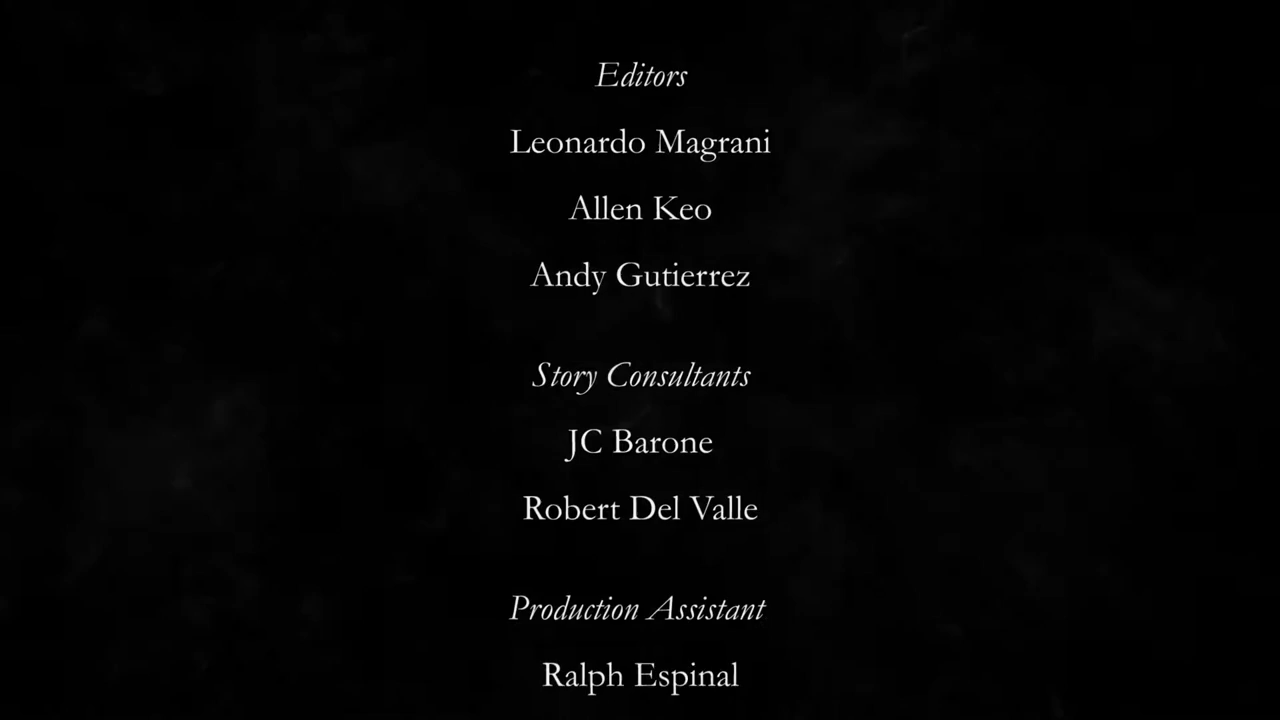 Editors
Leonardo Magrani
Allen Keo
Andy Gutierrez
Story Consultants
JC Barone
Robert Del Valle
Production Assistant
Ralph Espinal